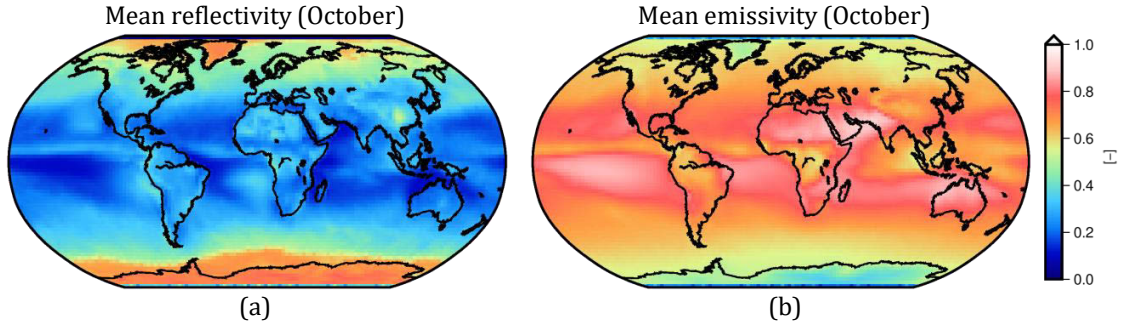 Mean reflectivity (October)
Mean emissivity (October)
1.0
0.8
0.6
0.4
0.2
0.0
[−]
(a)
(b)